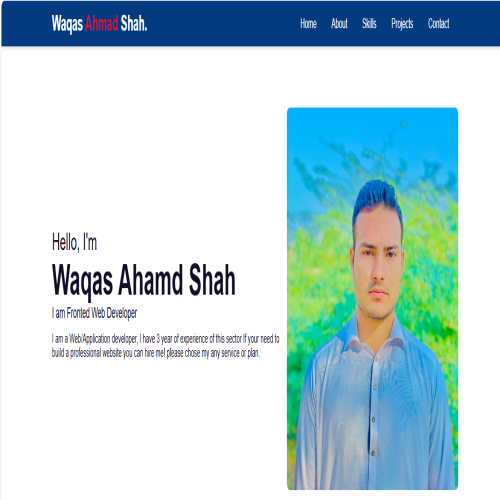 Waqas Ahmad Shah.
Home About Skills Projects Contact
Hello, I'm
Waqas Ahamd Shah
I am Fronted Web Developer
I am a Web/Application developer, I have 3 year of experience of this sector If your need to
build a professional website you can hire me! please chose my any service or plan.